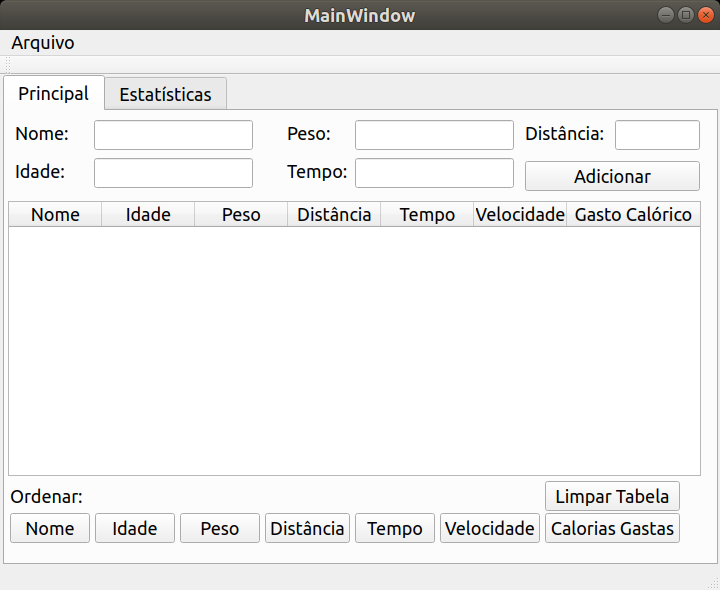 MainWindow
Arquivo
Principal Estatísticas
Nome: Peso: Distância:
Idade: Tempo: Adicionar
Nome Idade Peso Distância Tempo Velocidade Gasto Calórico
Ordenar: Limpar Tabela
Nome Idade Peso Distância Tempo Velocidade Calorias Gastas